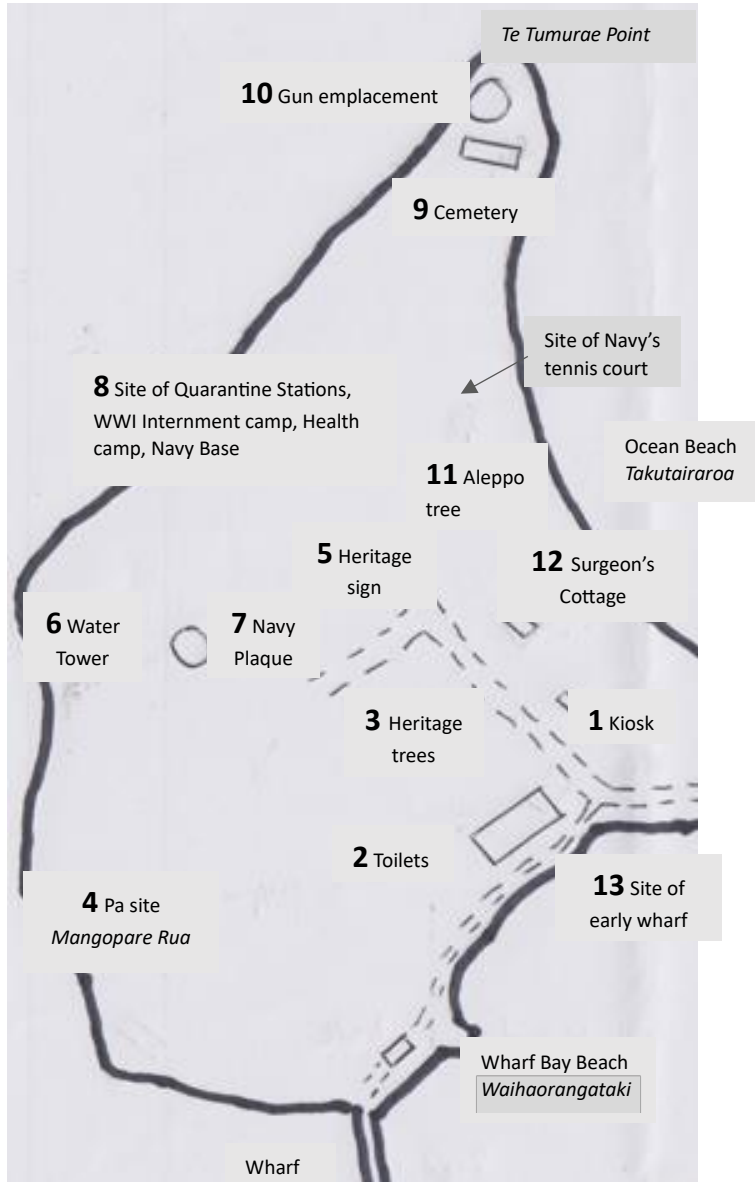 Te Tumurae Point
10 Gun emplacement
9 Cemetery
Site of Navy’s
tennis court
8 Site of Quarantine Stations,
WWI Internment camp, Health
camp, Navy Base
Ocean Beach
Takutairaroa
11 Aleppo
tree
5 Heritage
sign
12 Surgeon’s
Cottage
6 Water
Tower
7 Navy
Plaque
3 Heritage
trees
1 Kiosk
2 Toilets
4 Pa site
Mangopare Rua
13 Site of
early wharf
Wharf Bay Beach
Waihaorangataki
Wharf